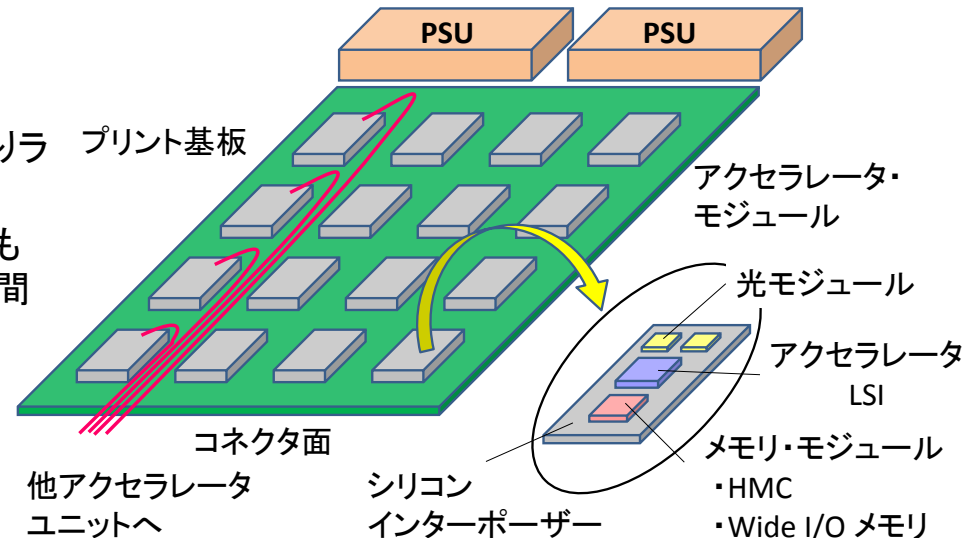 PSU
PSU
リラ
プリント基板
も
間
アクセラレータ・
モジュール
光モジュール
アクセラレータ
LSI
コネクタ面
他アクセラレータ
ユニットへ
シリコン
インターポーザー
メモリ・モジュール
・HMC
・Wide I/O メモリ